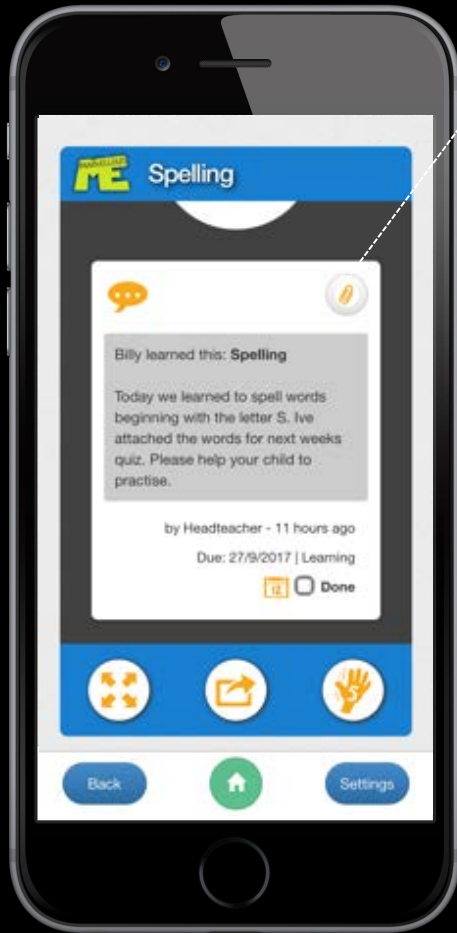 MARVELLOUS
ME
Spelling
Billy learned this: Spelling
Today we learned to spell words
beginning with the letter S. Ive
attached the words for next weeks
quiz. Please help your child to
practise.
by Headteacher - 11 hours ago
Due: 27/9/2017 | Learning
12 Done
5
Back
Settings